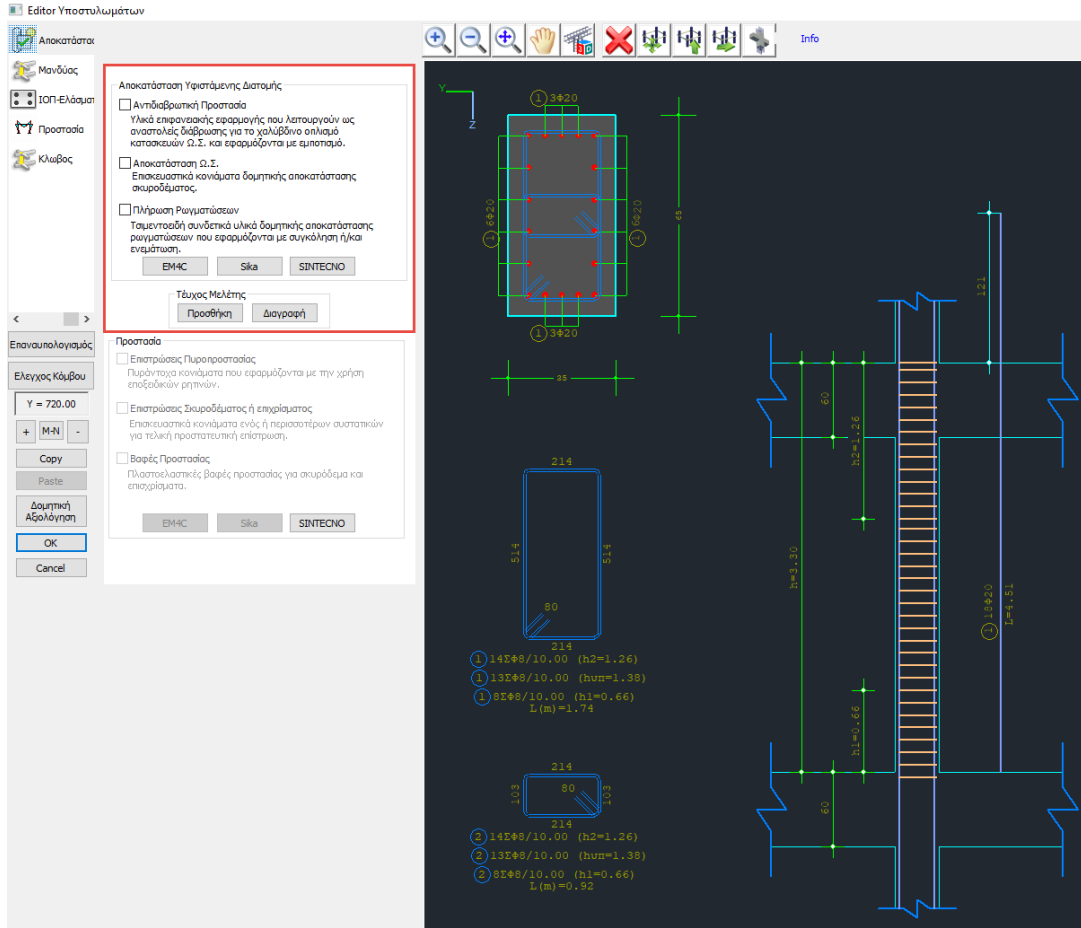 Editor Υποστυλωμάτων
Αποκατάστασ
Μανδύας
ΙΟΠ-Ελάσματ
Προστασία
Κλωβος
Info
Αποκατάσταση Υφιστάμενης Διατομής
Αντιδιαβρωτική Προστασία
Υλικά επιφανειακής εφαρμογής που λειτουργούν ως
αναστολείς διάβρωσης για το χαλύβδινο οπλισμό
κατασκευών Ω.Σ. και εφαρμόζονται με εμποτισμό.
Αποκατάσταση Ω.Σ.
Επισκευαστικά κονιάματα δομητικής αποκατάστασης
σκυροδέματος.
Πλήρωση Ρωγματώσεων
Τσιμεντοειδή συνδετικά υλικά δομητικής αποκατάστασης
ρωγματώσεων που εφαρμόζονται με συγκόληση ή/και
ενεμάτωση.
EM4C Sika SINTECNO
Τέυχος Μελέτης
Προσθήκη Διαγραφή
Προστασία
Επιστρώσεις Πυροπροστασίας
Πυράντοχα κονιάματα που εφαρμόζονται με την χρήση
εποξειδικών ρητινών.
Επιστρώσεις Σκυροδέματος ή επιχρίσματος
Επισκευαστικά κονιάματα ενός ή περισσοτέρων συστατικών
για τελική προστατευτική επίστρωση.
Βαφές Προστασίας
Πλαστοελαστικές βαφές προστασίας για σκυρόδεμα και
επισχρίσματα.
EM4C Sika SINTECNO
Επαναυπολογισμός
Ελεγχος Κόμβου
Y = 720.00
+ M-N -
Copy
Paste
Δομητική
Αξιολόγηση
OK
Cancel
Y
Z
1 3Φ20
1 6Φ20
1 6Φ20
65
1 3Φ20
35
214
514
514
80
214
1 14ΣΦ8/10.00 (h2=1.26)
1 13ΣΦ8/10.00 (hυπ=1.38)
1 8ΣΦ8/10.00 (h1=0.66)
L(m)=1.74
214
103
80
103
214
2 14ΣΦ8/10.00 (h2=1.26)
2 13ΣΦ8/10.00 (hυπ=1.38)
2 8ΣΦ8/10.00 (h1=0.66)
L(m)=0.92
121
60
h2=1.26
h=3.30
1 18Φ20
L=4.51
h1=0.66
60